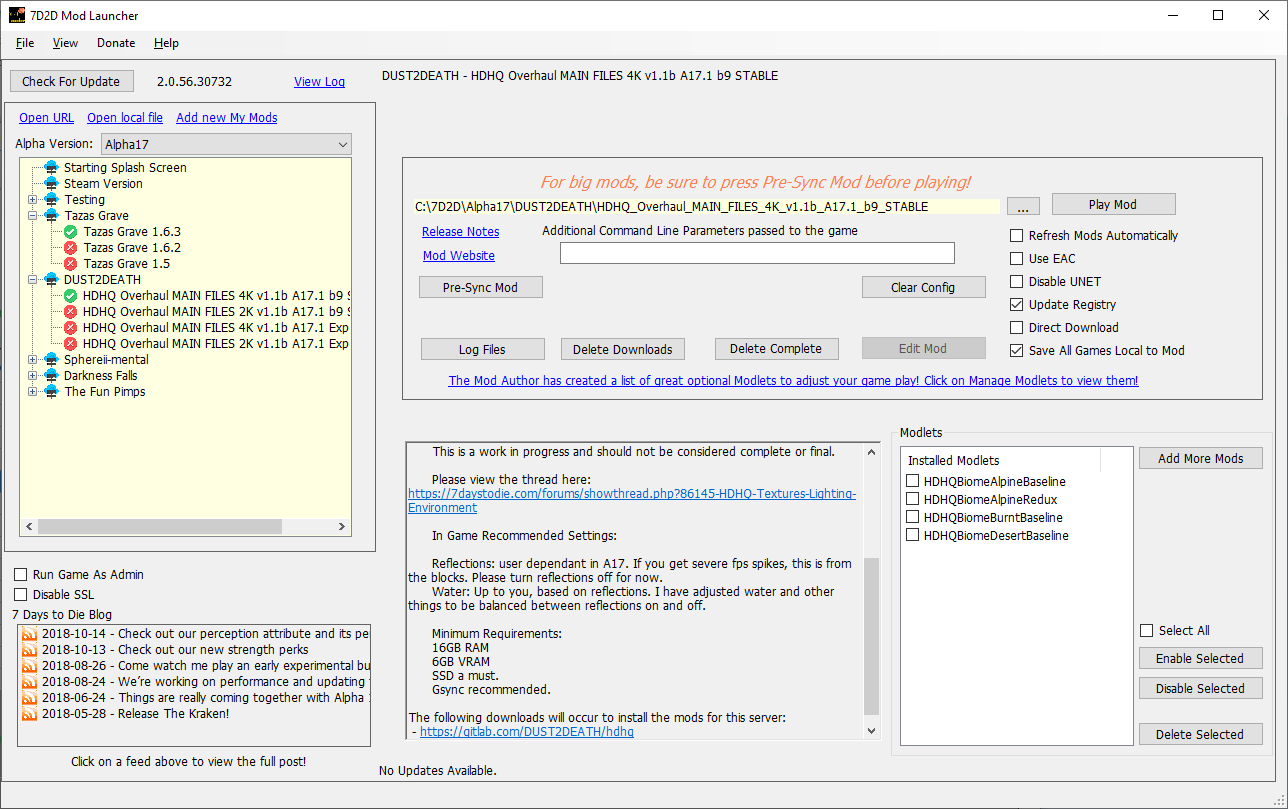 7D2D Mod Launcher
File View Donate Help
Check For Update 2.0.56.30732 View Log
DUST2DEATH - HDHQ Overhaul MAIN FILES 4K v1.1b A17.1 b9 STABLE
Open URL Open local file Add new My Mods
Alpha Version: Alpha17
Starting Splash Screen
Steam Version
Testing
Tazas Grave
Tazas Grave 1.6.3
Tazas Grave 1.6.2
Tazas Grave 1.5
DUST2DEATH
HDHQ Overhaul MAIN FILES 4K v1.1b A17.1 b9 S
HDHQ Overhaul MAIN FILES 2K v1.1b A17.1 b9 S
HDHQ Overhaul MAIN FILES 4K v1.1b A17.1 Exp
HDHQ Overhaul MAIN FILES 2K v1.1b A17.1 Exp
Sphereii-mental
Darkness Falls
The Fun Pimps
Run Game As Admin
Disable SSL
7 Days to Die Blog
2018-10-14 - Check out our perception attribute and its pe
2018-10-13 - Check out our new strength perks
2018-08-26 - Come watch me play an early experimental bu
2018-08-24 - We're working on performance and updating
2018-06-24 - Things are really coming together with Alpha
2018-05-28 - Release The Kraken!
Click on a feed above to view the full post!
For big mods, be sure to press Pre-Sync Mod before playing!
C:\7D2D\Alpha17\DUST2DEATH\HDHQ_Overhaul_MAIN_FILES_4K_v1.1b_A17.1_b9_STABLE
... Play Mod
Release Notes Additional Command Line Parameters passed to the game
Mod Website
Pre-Sync Mod Clear Config
Log Files Delete Downloads Delete Complete Edit Mod
Refresh Mods Automatically
Use EAC
Disable UNET
Update Registry
Direct Download
Save All Games Local to Mod
The Mod Author has created a list of great optional Modlets to adjust your game play! Click on Manage Modlets to view them!
This is a work in progress and should not be considered complete or final.
Please view the thread here:
https://7daystodie.com/forums/showthread.php?86145-HDHQ-Textures-Lighting-
Environment
In Game Recommended Settings:
Reflections: user dependant in A17. If you get severe fps spikes, this is from
the blocks. Please turn reflections off for now.
Water: Up to you, based on reflections. I have adjusted water and other
things to be balanced between reflections on and off.
Minimum Requirements:
16GB RAM
6GB VRAM
SSD a must.
Gsync recommended.
The following downloads will occur to install the mods for this server:
- https://gitlab.com/DUST2DEATH/hdhq
No Updates Available.
Modlets
Installed Modlets
HDHQBiomeAlpineBaseline
HDHQBiomeAlpineRedux
HDHQBiomeBurntBaseline
HDHQBiomeDesertBaseline
Add More Mods
Select All
Enable Selected
Disable Selected
Delete Selected